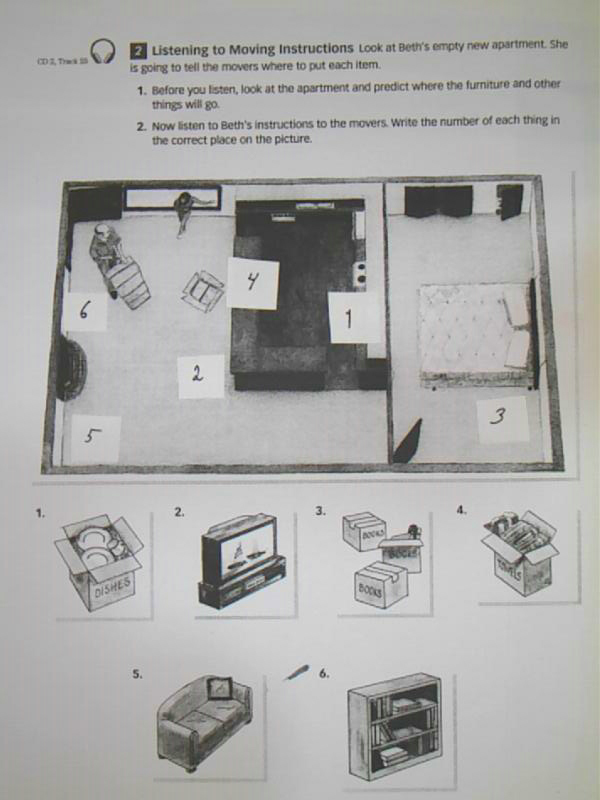 CD 2, Track 35
2 Listening to Moving Instructions Look at Beth's empty new apartment. She
is going to tell the movers where to put each item.
1. Before you listen, look at the apartment and predict where the furniture and other
things will go.
2. Now listen to Beth's instructions to the movers. Write the number of each thing in
the correct place on the picture.
4
6
1
2
3
5
1.
2.
3.
4.
DISHES
BOOKS
BOOKS
BOOKS
TOWELS
5.
6.